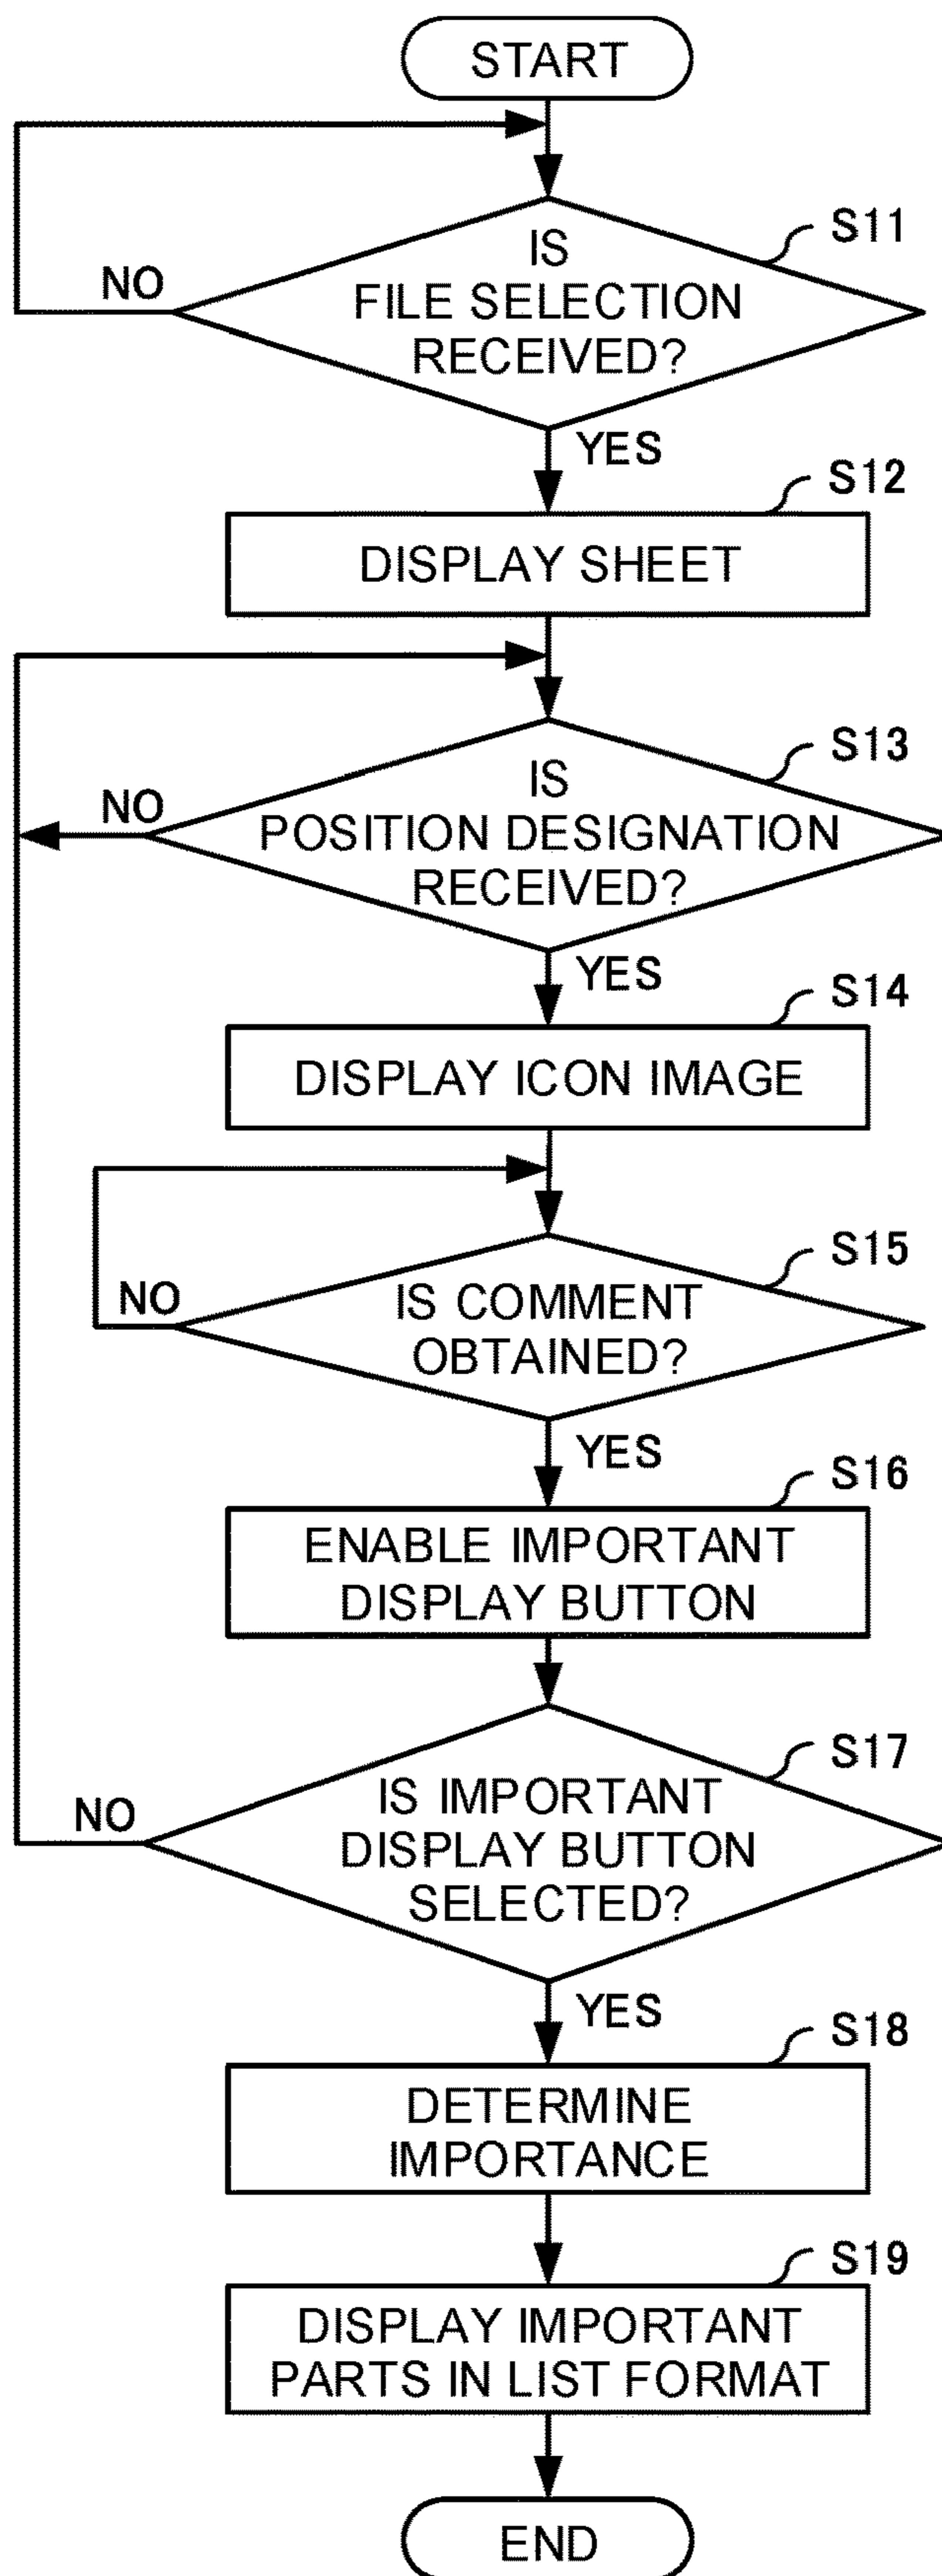 START
S11
IS
FILE SELECTION
RECEIVED?
NO
YES
S12
DISPLAY SHEET
S13
IS
POSITION DESIGNATION
RECEIVED?
NO
YES
S14
DISPLAY ICON IMAGE
S15
IS COMMENT
OBTAINED?
NO
YES
S16
ENABLE IMPORTANT
DISPLAY BUTTON
S17
IS IMPORTANT
DISPLAY BUTTON
SELECTED?
NO
YES
S18
DETERMINE
IMPORTANCE
S19
DISPLAY IMPORTANT
PARTS IN LIST FORMAT
END